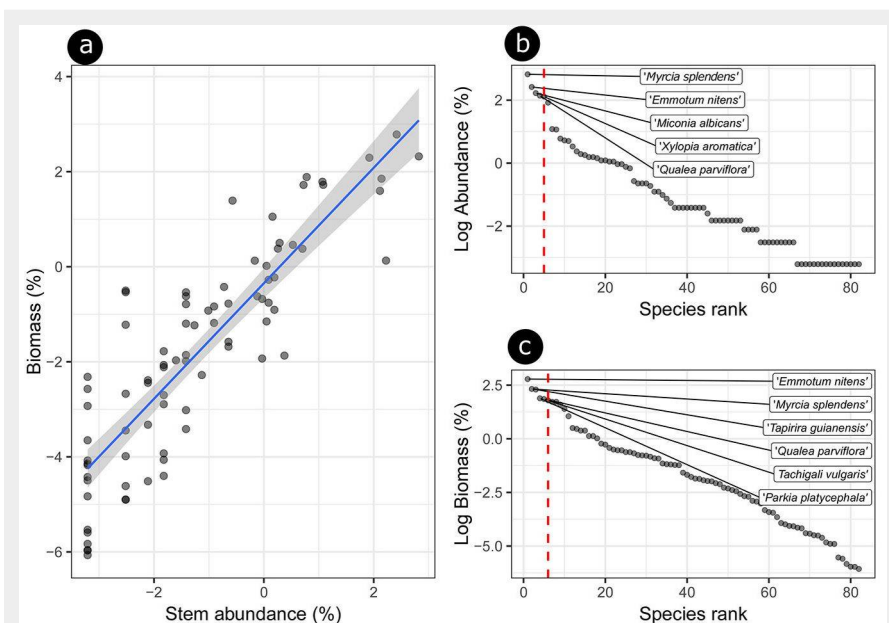 a
4
2
0
−2
−4
−6
Biomass (%)
−2
0
2
Stem abundance (%)
b
2
0
−2
Log Abundance (%)
'Myrcia splendens'
'Emmotum nitens'
'Miconia albicans'
'Xylopia aromatica'
'Qualea parviflora'
0
20
40
60
80
Species rank
c
2.5
0.0
−2.5
−5.0
Log Biomass (%)
'Emmotum nitens'
'Myrcia splendens'
'Tapirira guianensis'
'Qualea parviflora'
Tachigali vulgaris'
'Parkia platycephala'
0
20
40
60
80
Species rank